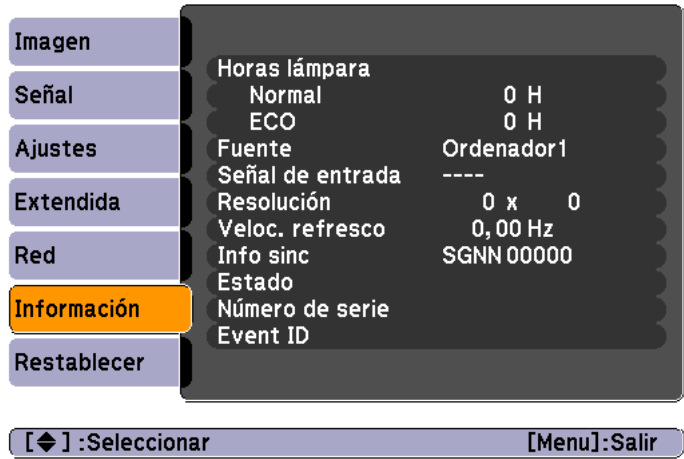 Imagen
Señal
Ajustes
Extendida
Red
Información
Restablecer
Horas lámpara
Normal 0 H
ECO 0 H
Fuente Ordenador1
Señal de entrada ----
Resolución 0 x 0
Veloc. refresco 0,00 Hz
Info sinc SGNN 00000
Estado
Número de serie
Event ID
[◆] :Seleccionar [Menu]:Salir